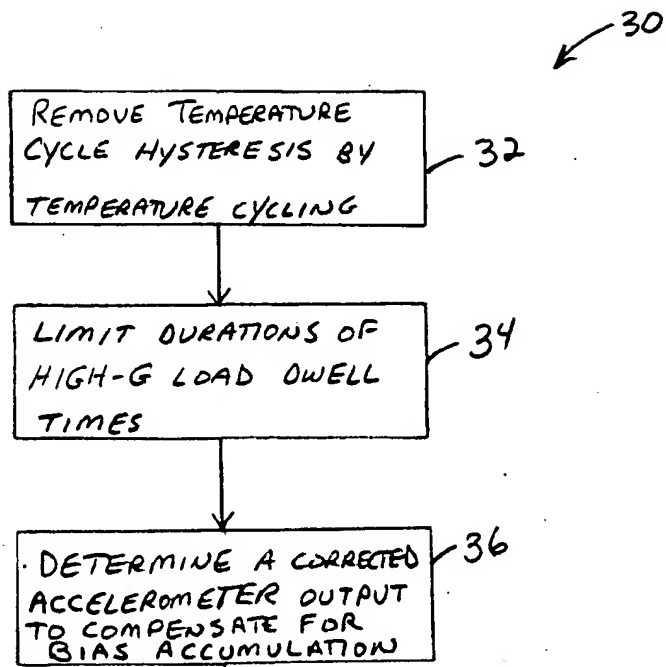 30
REMOVE TEMPERATURE
CYCLE HYSTERESIS BY
TEMPERATURE CYCLING
32
LIMIT DURATIONS OF
HIGH-G LOAD DWELL
TIMES
34
DETERMINE A CORRECTED
ACCELEROMETER OUTPUT
TO COMPENSATE FOR
BIAS ACCUMULATION
36